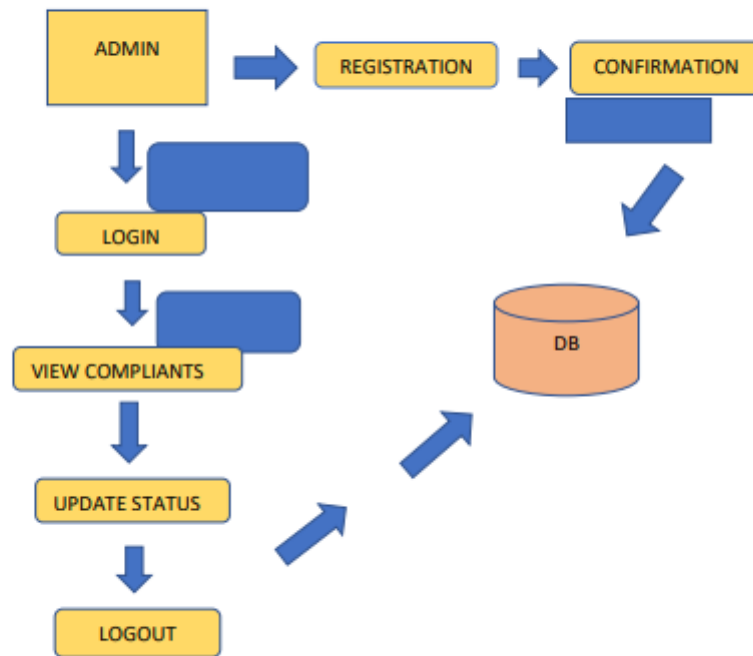 ADMIN
REGISTRATION
CONFIRMATION
LOGIN
DB
VIEW COMPLIANTS
UPDATE STATUS
LOGOUT